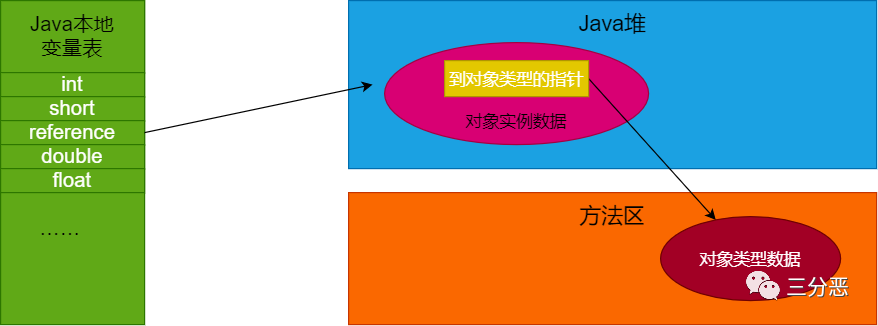 Java本地
变量表
int
short
reference
double
float
……
Java堆
到对象类型的指针
对象实例数据
方法区
对象类型数据
三分恶